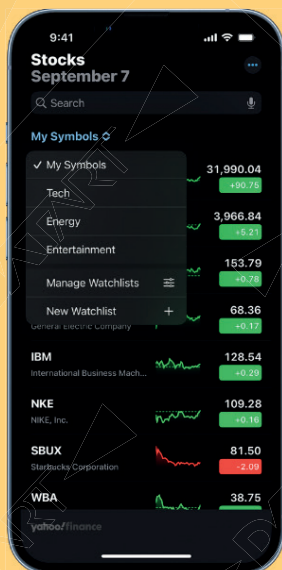 9:41
Stocks
September 7
Search
My Symbols
My Symbols
31,990.04
+90.75
Tech
Energy
3,966.84
+5.21
Entertainment
153.79
+0.78
Manage Watchlists
New Watchlist
68.36
General Electric Company
+0.17
IBM
128.54
International Business Mach...
+0.29
NKE
109.28
NIKE, Inc.
+0.16
SBUX
81.50
Starbucks Corporation
-2.09
WBA
38.75
yahoo!finance